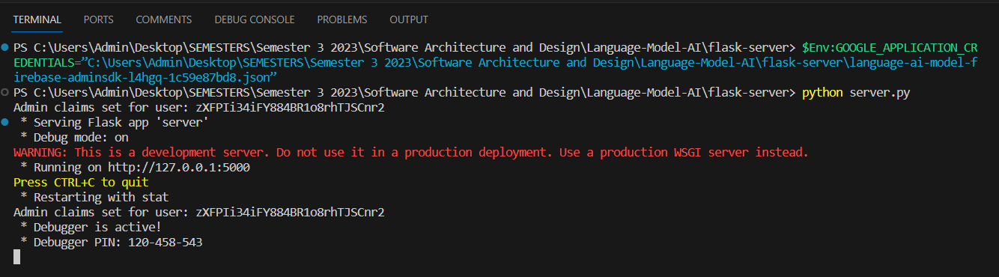 TERMINAL PORTS COMMENTS DEBUG CONSOLE PROBLEMS OUTPUT
PS C:\Users\Admin\Desktop\SEMESTERS\Semester 3 2023\Software Architecture and Design\Language-Model-AI\flask-server> $Env:GOOGLE_APPLICATION_CR
EDENTIALS=”C:\Users\Admin\Desktop\SEMESTERS\Semester 3 2023\Software Architecture and Design\Language-Model-AI\flask-server\language-ai-model-f
irebase-adminsdk-l4hgq-1c59e87bd8.json”
PS C:\Users\Admin\Desktop\SEMESTERS\Semester 3 2023\Software Architecture and Design\Language-Model-AI\flask-server> python server.py
Admin claims set for user: zXFPIi34iFY884BR1o8rhTJSCnr2
 * Serving Flask app 'server'
 * Debug mode: on
WARNING: This is a development server. Do not use it in a production deployment. Use a production WSGI server instead.
 * Running on http://127.0.0.1:5000
Press CTRL+C to quit
 * Restarting with stat
Admin claims set for user: zXFPIi34iFY884BR1o8rhTJSCnr2
 * Debugger is active!
 * Debugger PIN: 120-458-543